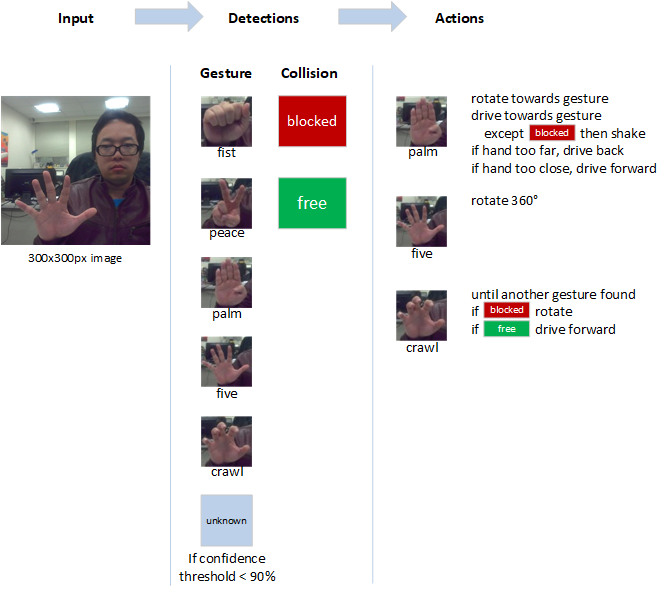 Input
Detections
Actions
300x300px image
Gesture
Collision
fist
blocked
peace
free
palm
five
crawl
unknown
If confidence
threshold < 90%
palm
rotate towards gesture
drive towards gesture
except blocked then shake
if hand too far, drive back
if hand too close, drive forward
five
rotate 360°
crawl
until another gesture found
if blocked rotate
if free drive forward